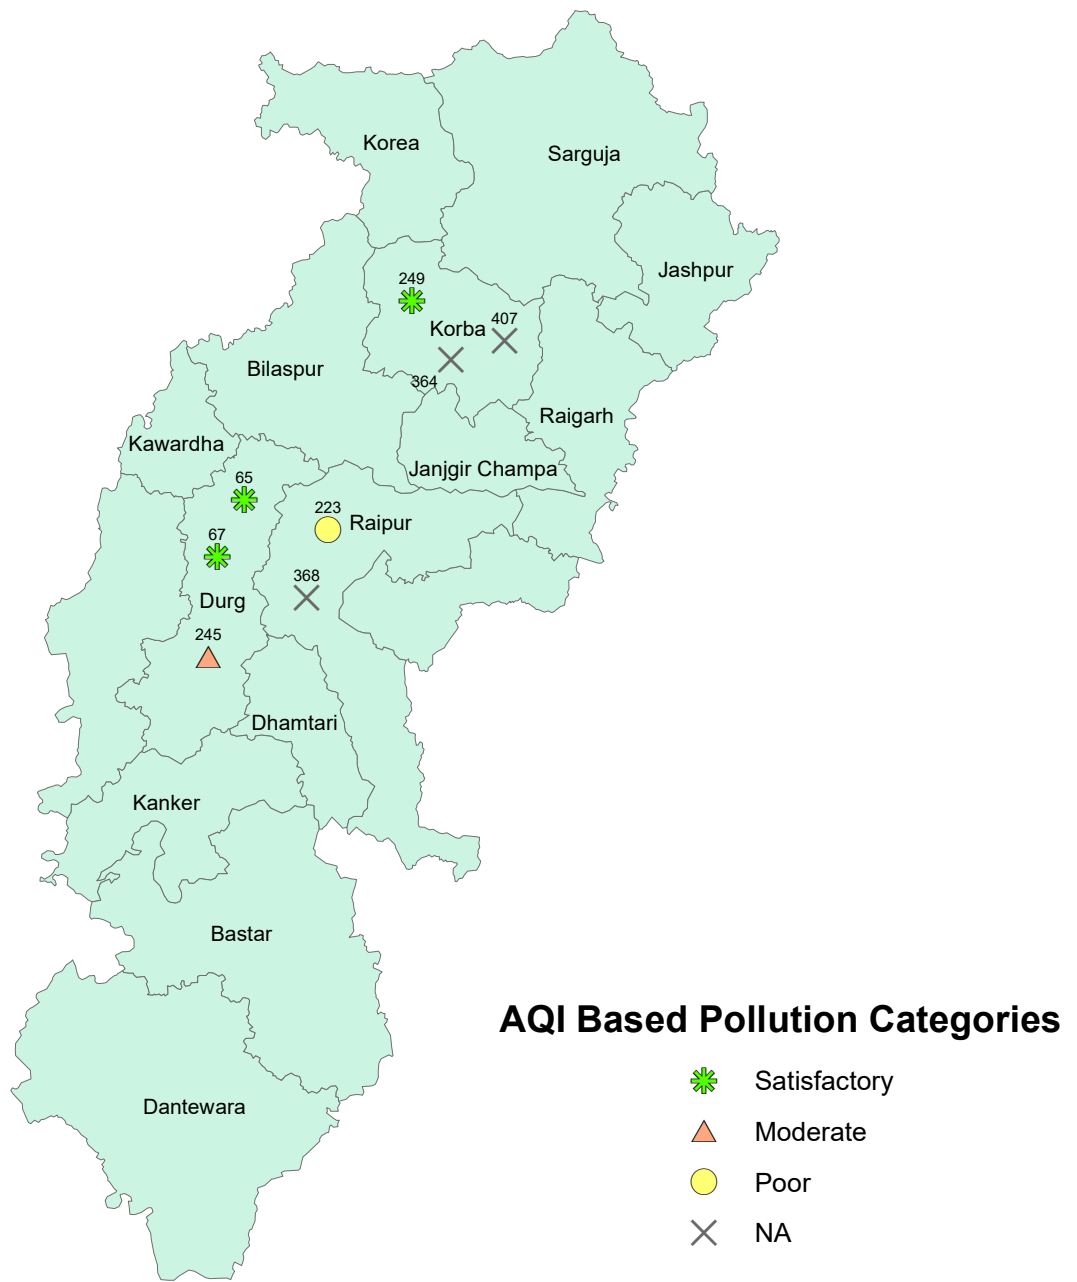 Korea
Sarguja
Jashpur
249
407
Korba
Bilaspur
364
Raigarh
Kawardha
Janjgir Champa
65
223
Raipur
67
368
Durg
245
Dhamtari
Kanker
Bastar
Dantewara
AQI Based Pollution Categories
Satisfactory
Moderate
Poor
NA